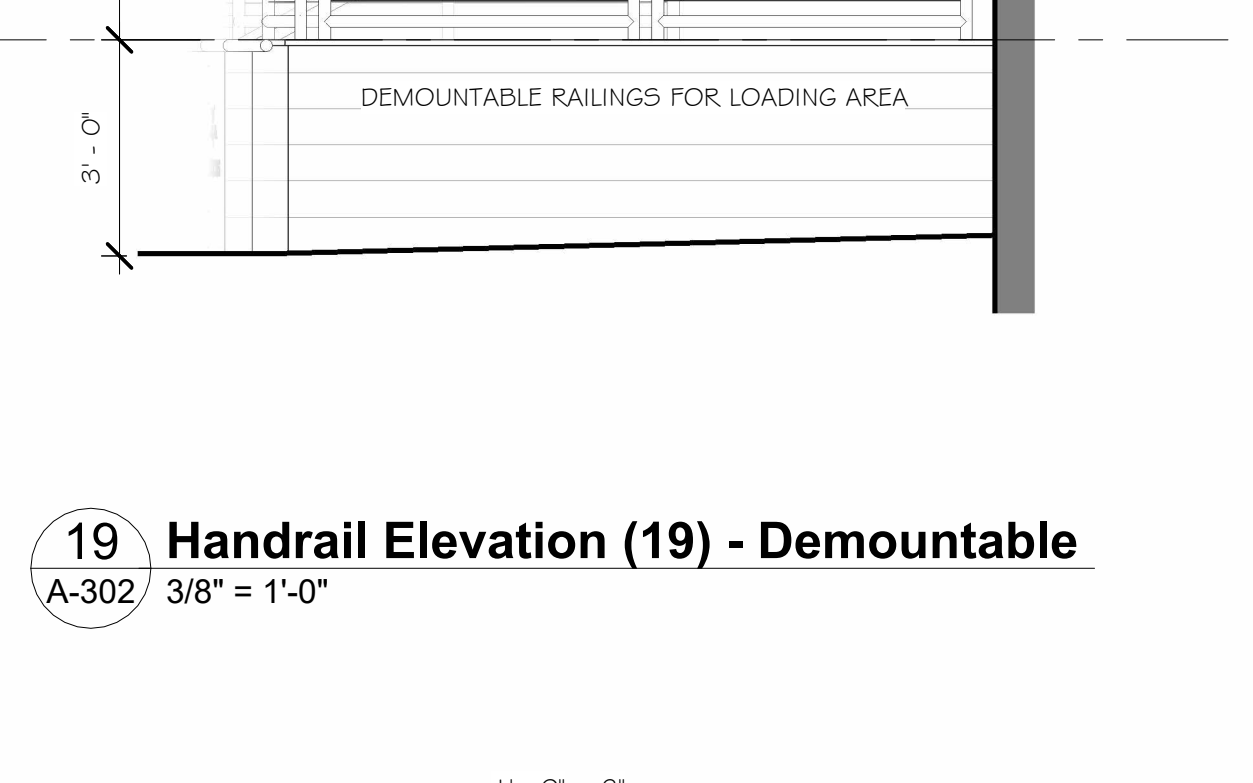 DEMOUNTABLE RAILINGS FOR LOADING AREA
3' - 0"
19
Handrail Elevation (19) - Demountable
A-302
3/8" = 1'-0"